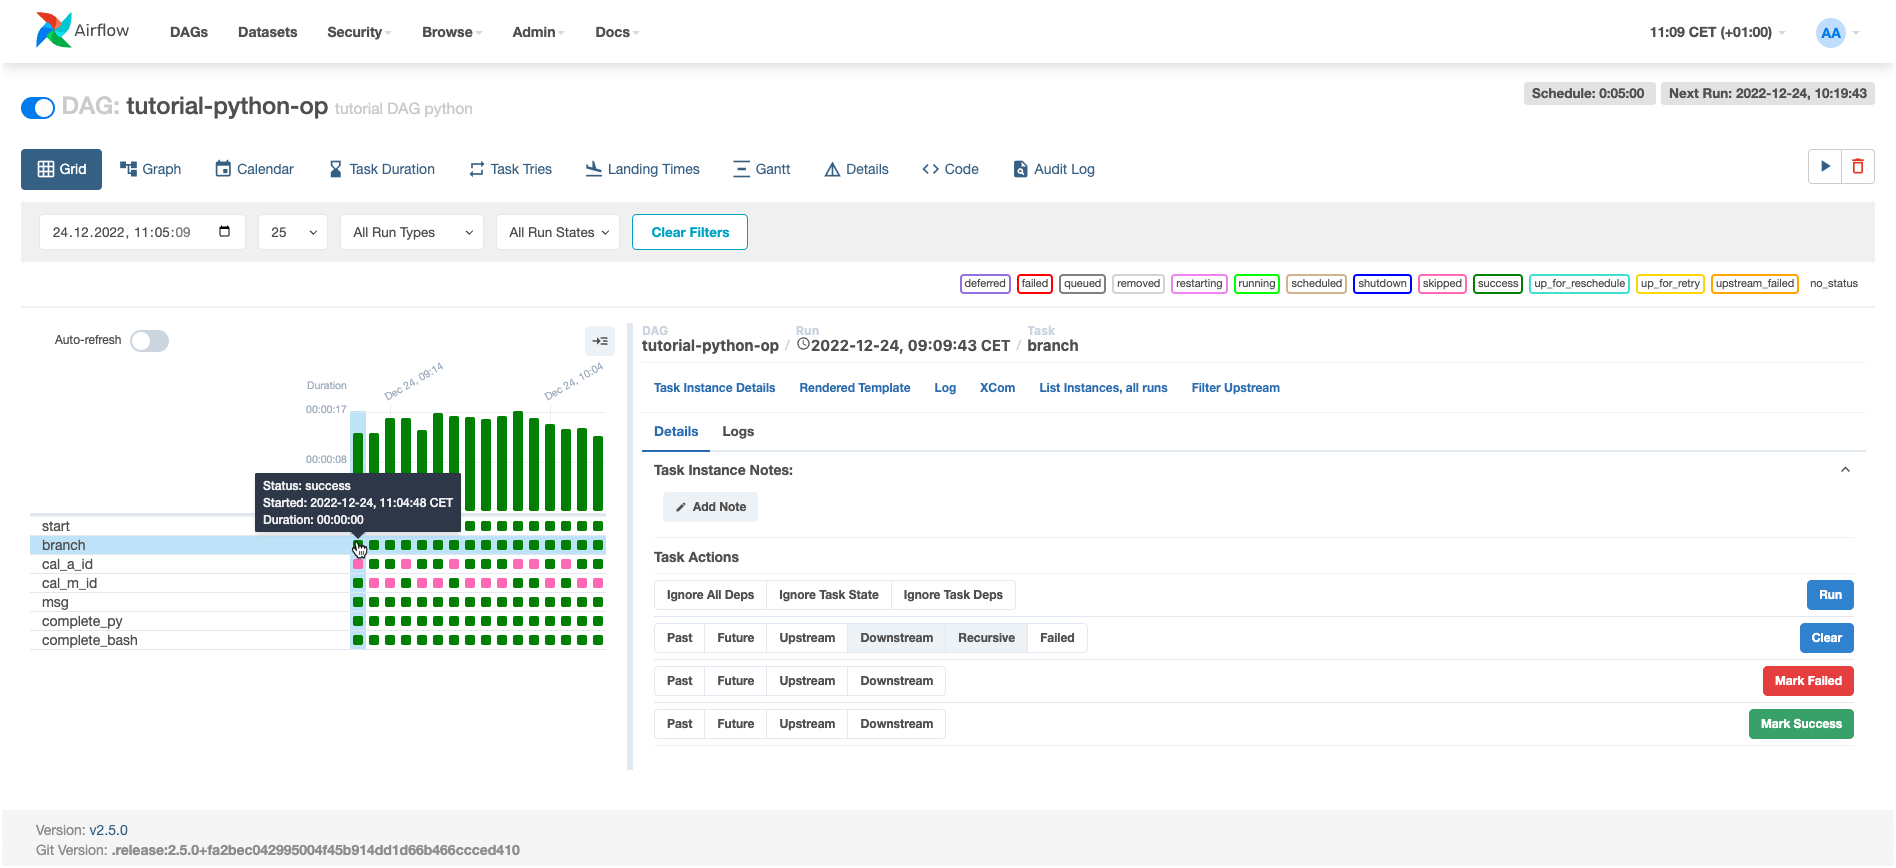 Airflow DAGs Datasets Security Browse Admin Docs 11:09 CET (+01:00) AA
DAG: tutorial-python-op tutorial DAG python
Schedule: 0:05:00 Next Run: 2022-12-24, 10:19:43
Grid Graph Calendar Task Duration Task Tries Landing Times Gantt Details Code Audit Log
24.12.2022, 11:05:09 25 All Run Types All Run States Clear Filters
deferred failed queued removed restarting running scheduled shutdown skipped success up_for_reschedule up_for_retry upstream_failed no_status
Auto-refresh
Duration
Dec 24, 09:14
Dec 24, 10:04
00:00:17
00:00:08
Status: success
Started: 2022-12-24, 11:04:48 CET
Duration: 00:00:00
start
branch
cal_a_id
cal_m_id
msg
complete_py
complete_bash
DAG Run Task
tutorial-python-op / 2022-12-24, 09:09:43 CET / branch
Task Instance Details Rendered Template Log XCom List Instances, all runs Filter Upstream
Details Logs
Task Instance Notes:
Add Note
Task Actions
Ignore All Deps Ignore Task State Ignore Task Deps Run
Past Future Upstream Downstream Recursive Failed Clear
Past Future Upstream Downstream Mark Failed
Past Future Upstream Downstream Mark Success
Version: v2.5.0
Git Version: .release:2.5.0+fa2bec042995004f45b914dd1d66b466ccced410